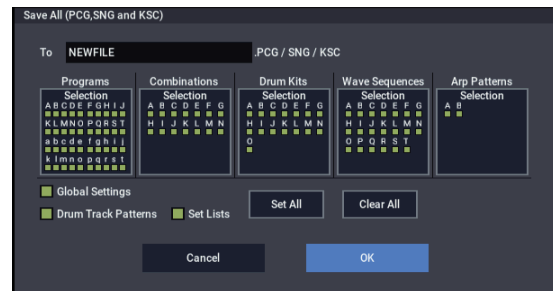 Save All (PCG,SNG and KSC)
To NEWFILE .PCG / SNG / KSC
Programs Combinations Drum Kits Wave Sequences Arp Patterns
Selection Selection Selection Selection Selection
A B C D E F G H I J A B C D E F G A B C D E F G A B C D E F G A B
K L M N O P Q R S T H I J K L M N H I J K L M N H I J K L M N
a b c d e f g h i j O O P Q R S T
k l m n o p q r s t
Global Settings
Drum Track Patterns Set Lists Set All Clear All
Cancel OK